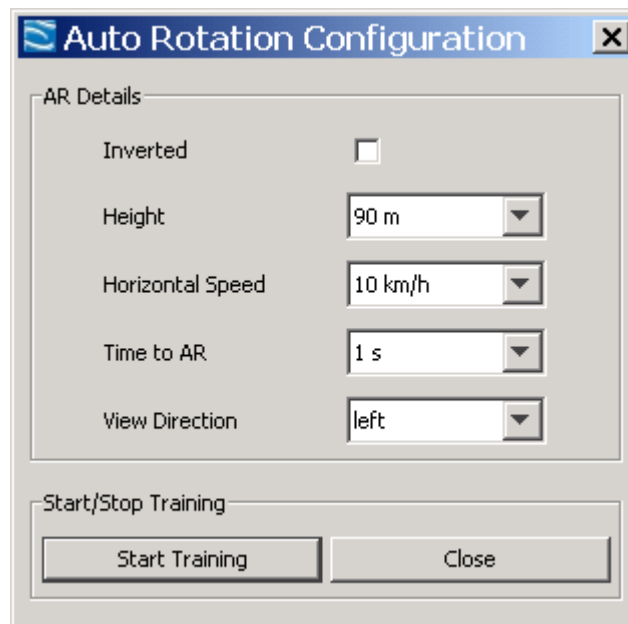 Auto Rotation Configuration
AR Details
Inverted
Height 90 m
Horizontal Speed 10 km/h
Time to AR 1 s
View Direction left
Start/Stop Training
Start Training Close